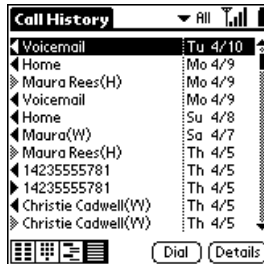 Call History All
Voicemail Tu 4/10
Home Mo 4/9
Maura Rees(H) Mo 4/9
Voicemail Mo 4/9
Home Su 4/8
Maura(W) Sa 4/7
Maura Rees(H) Th 4/5
14235555781 Th 4/5
14235555781 Th 4/5
Christie Cadwell(W) Th 4/5
Christie Cadwell(W) Th 4/5
Dial Details